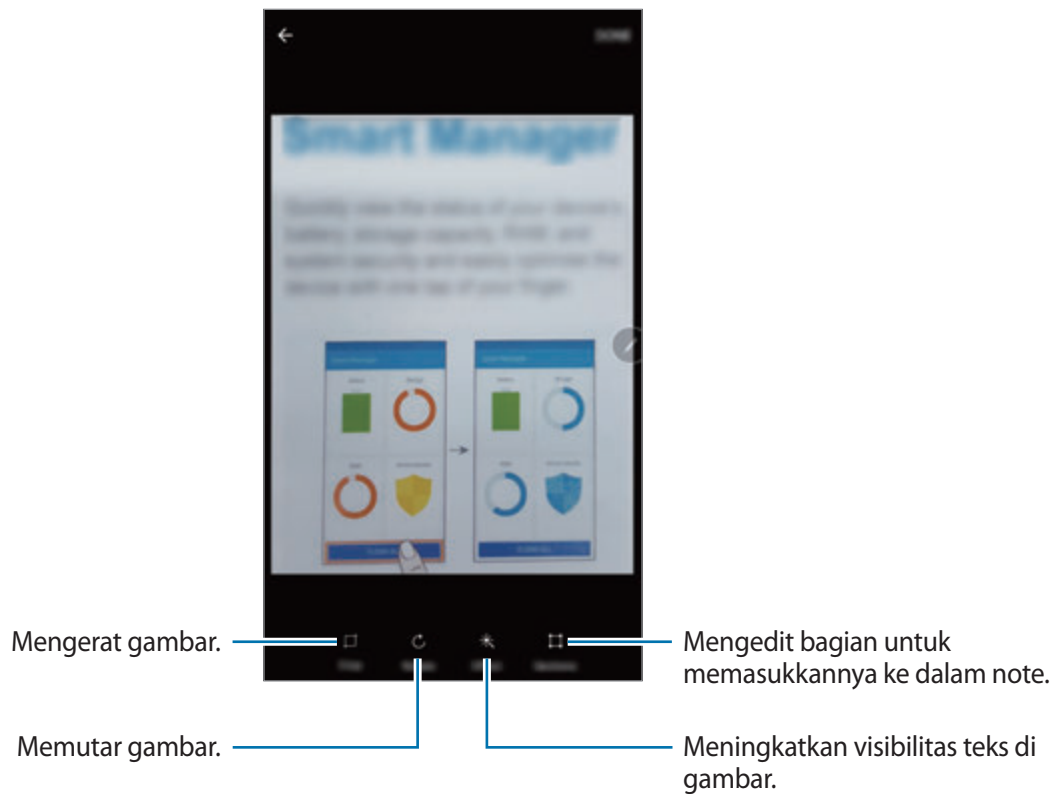 DONE
Smart Manager
Quickly view the status of your device's
battery, storage capacity, RAM, and
system security and easily optimise the
device with one tap of your finger.
Mengerat gambar.
Mengedit bagian untuk
memasukkannya ke dalam note.
Memutar gambar.
Meningkatkan visibilitas teks di
gambar.